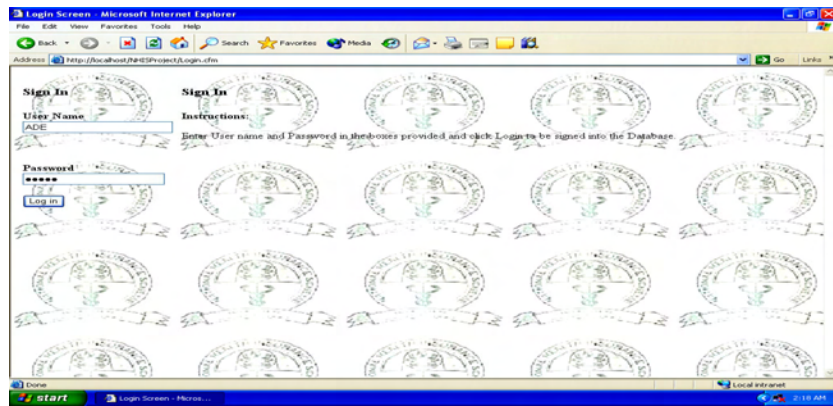 Login Screen - Microsoft Internet Explorer
File Edit View Favorites Tools Help
Back Search Favorites Media
Address http://localhost/NHISProject/Login.cfm Go Links
Sign In
User Name
ADE
Password
•••••
Log in
Sign In
Instructions:
Enter User name and Password in the boxes provided and click Login to be signed into the Database.
Done Local intranet
start Login Screen - Micros... 2:18 AM